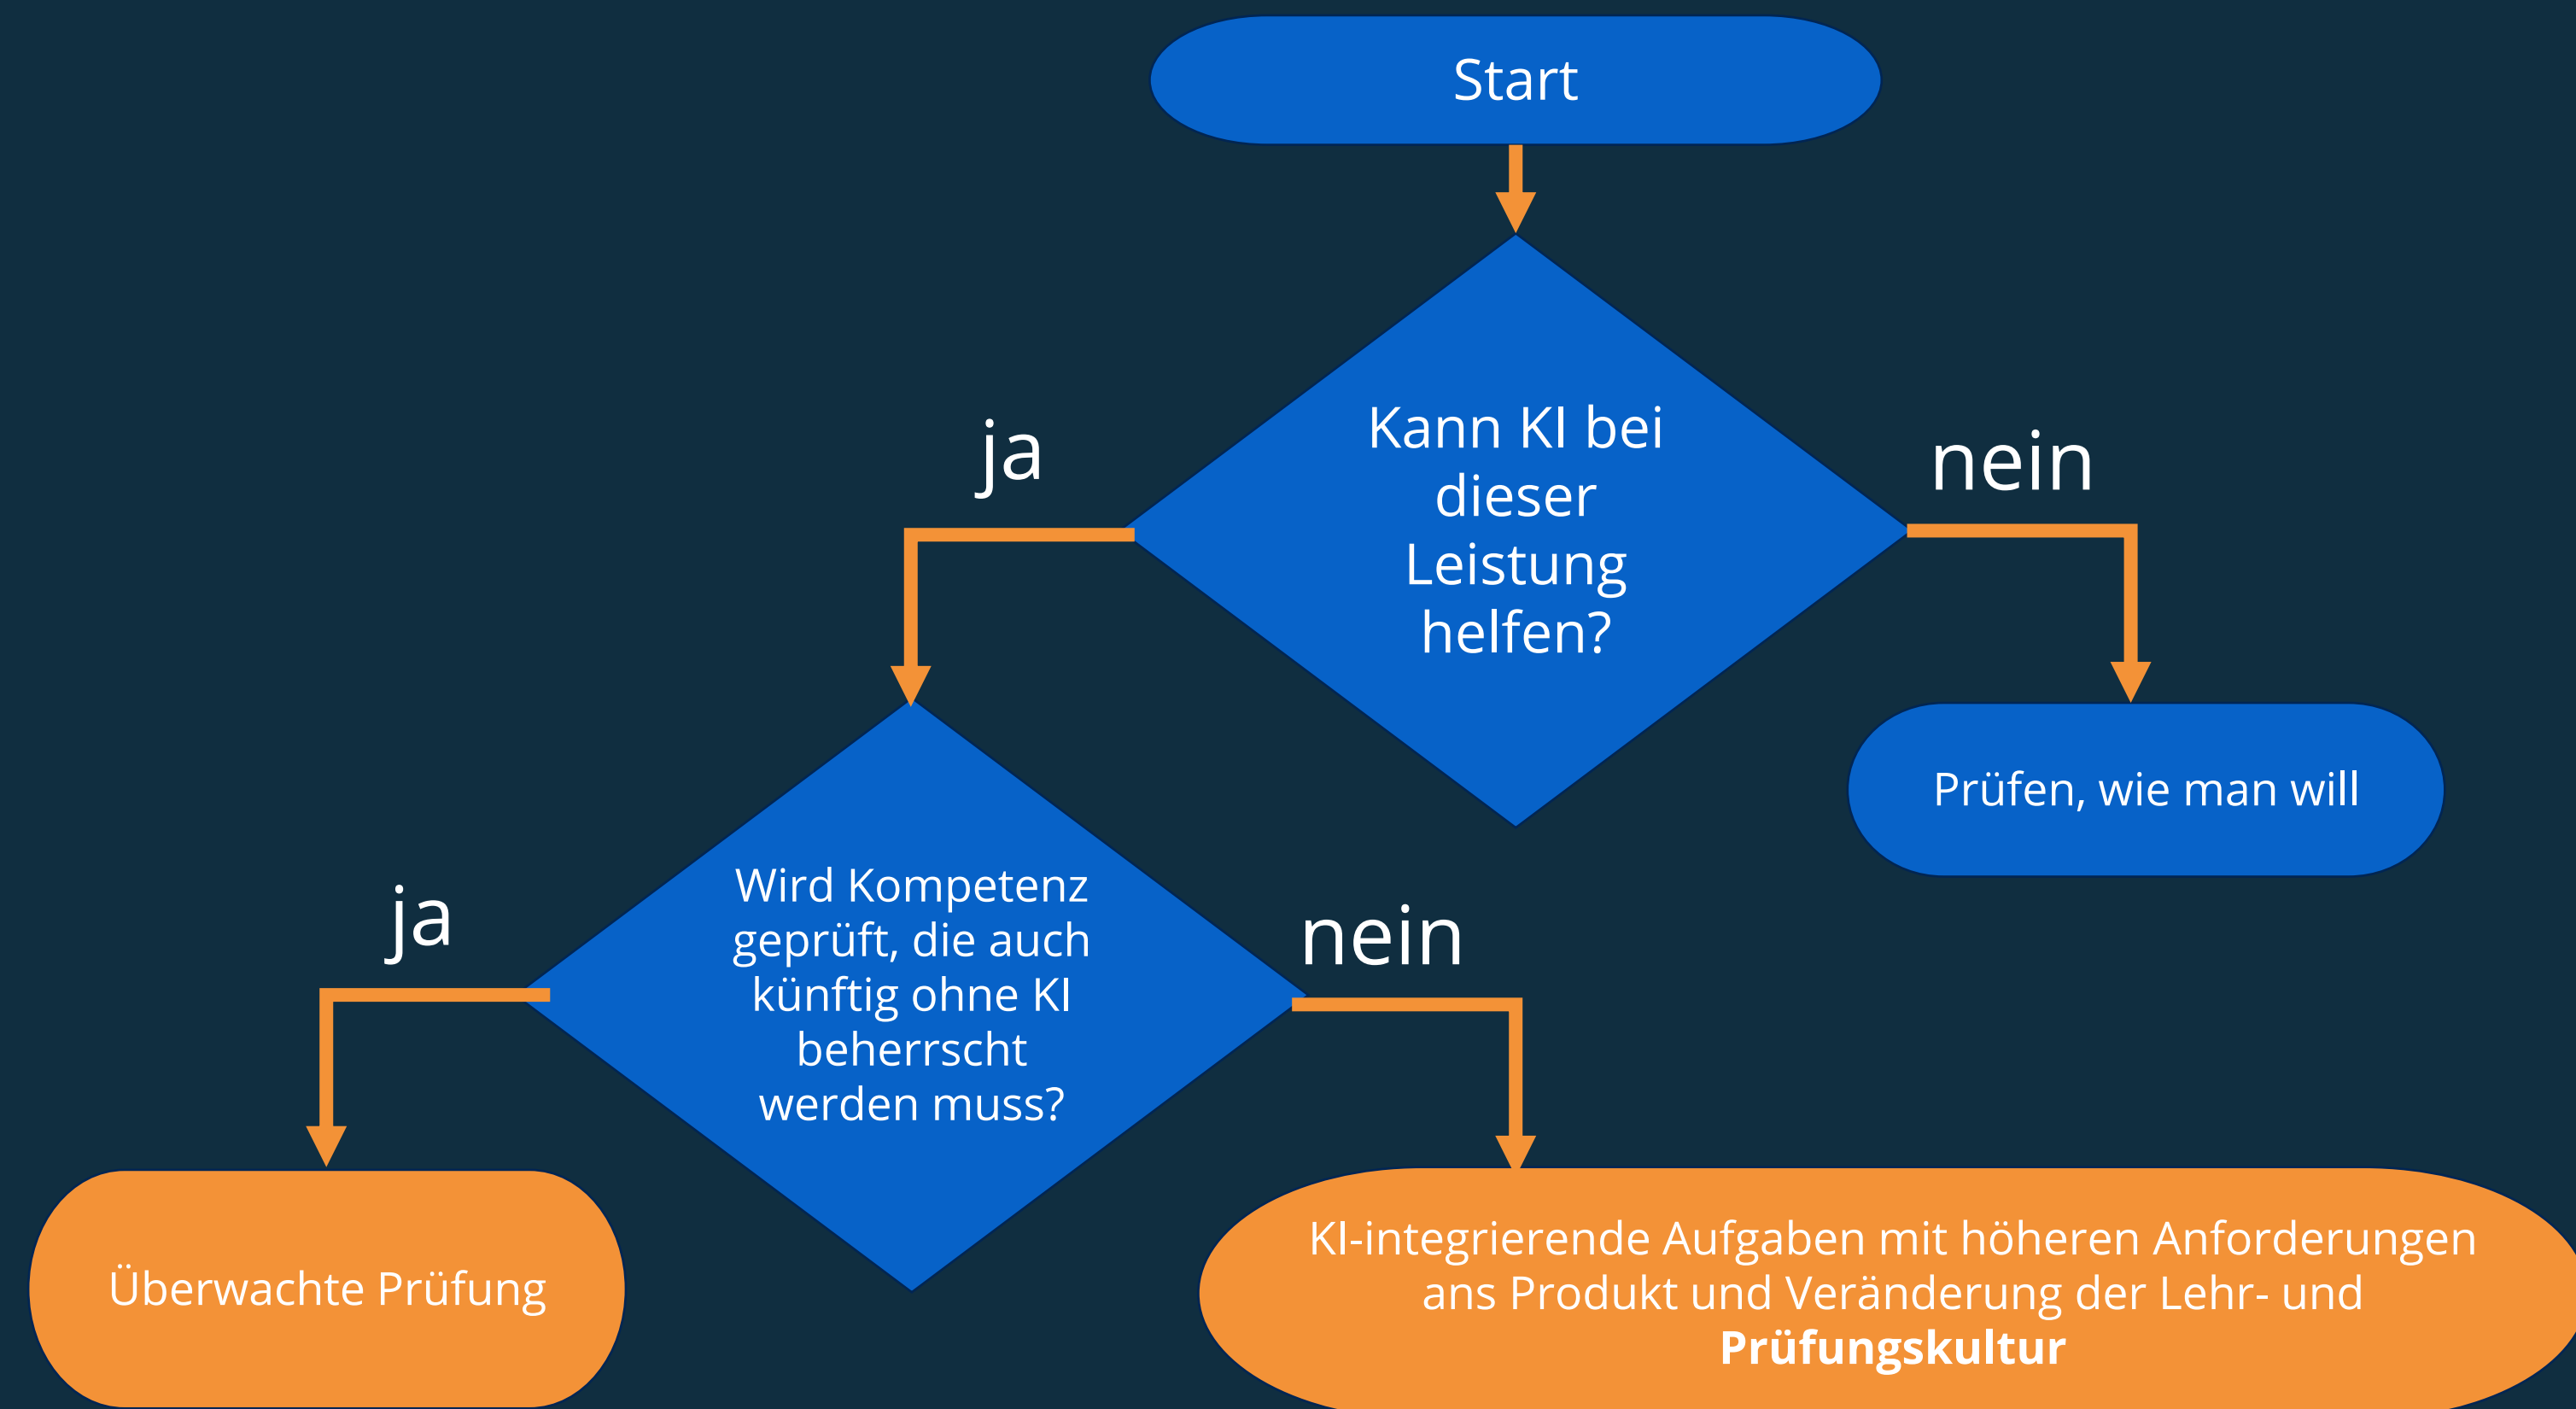 Start
Kann KI bei
dieser
Leistung
helfen?
ja
nein
Prüfen, wie man will
Wird Kompetenz
geprüft, die auch
künftig ohne KI
beherrscht
werden muss?
ja
nein
Überwachte Prüfung
KI-integrierende Aufgaben mit höheren Anforderungen
ans Produkt und Veränderung der Lehr- und
Prüfungskultur